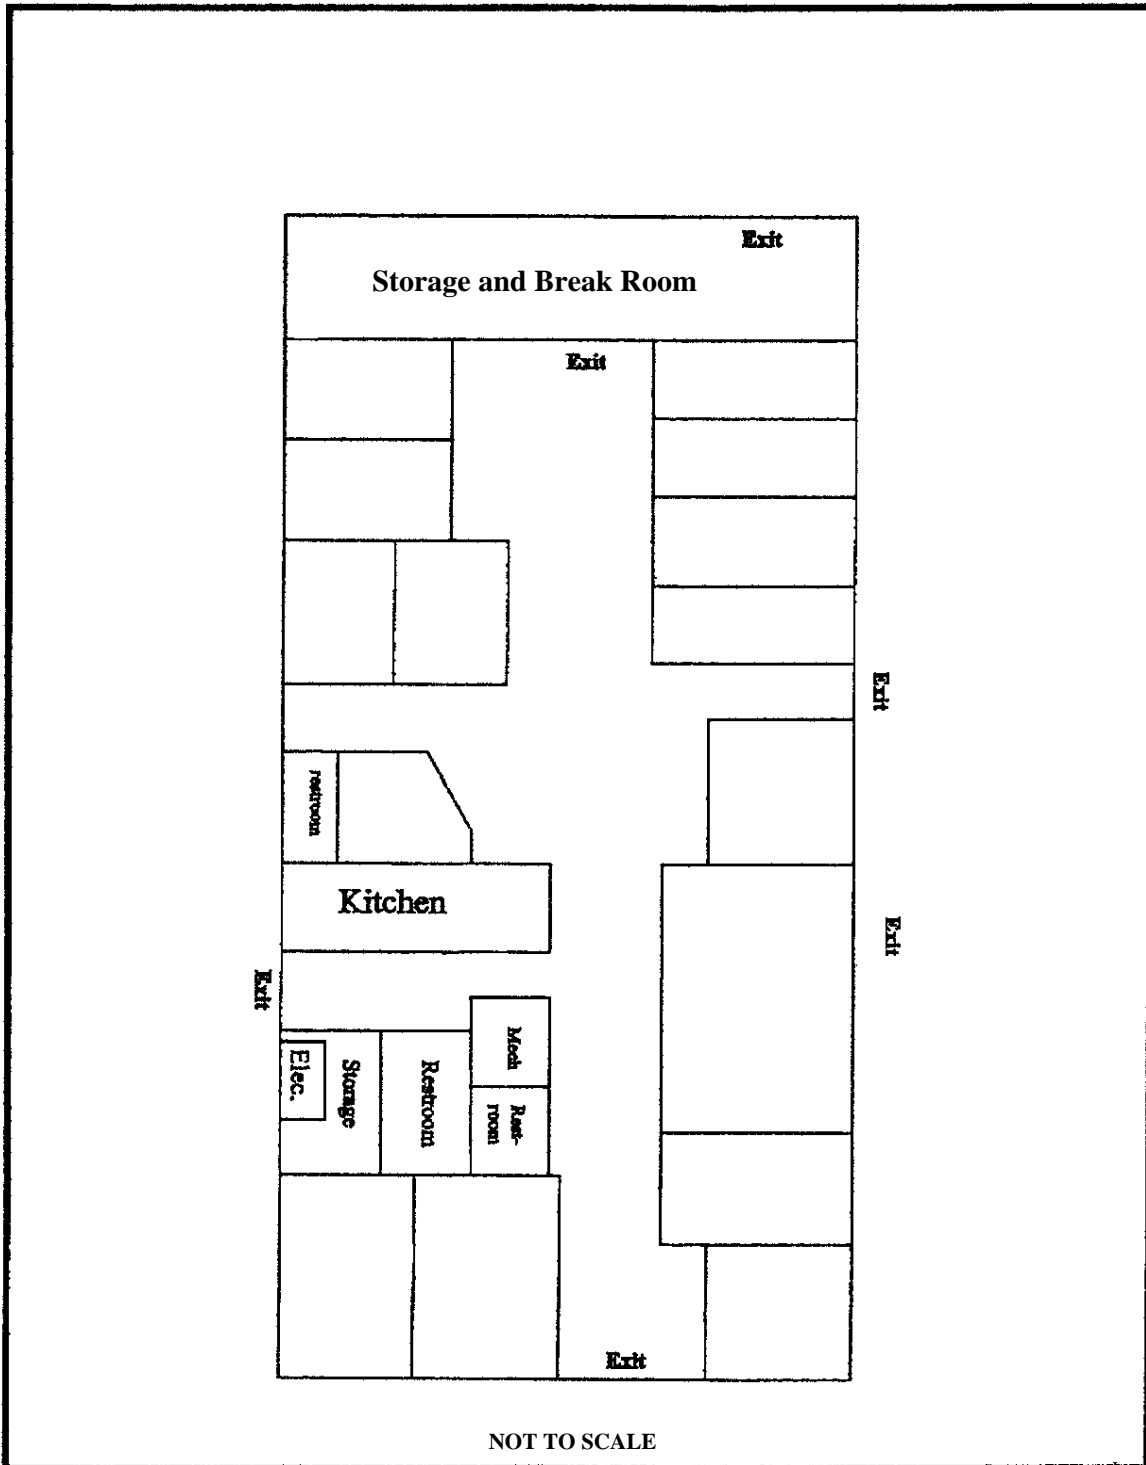 Exit
Storage and Break Room
Exit
Exit
restroom
Kitchen
Exit
Exit
Mech
Elec.
Storage
Restroom
Rest-
room
Exit
NOT TO SCALE